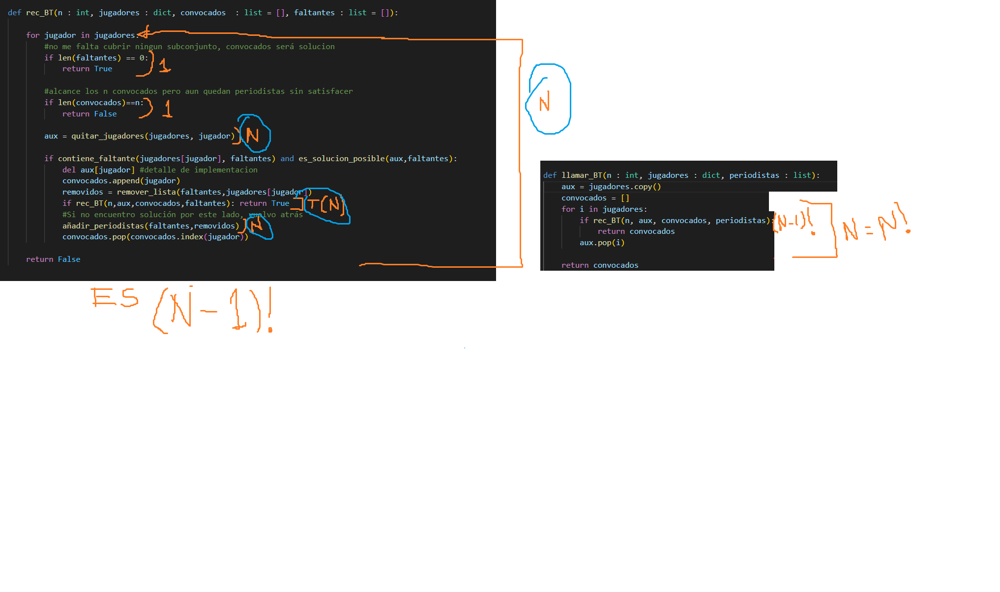 def rec_BT(n : int, jugadores : dict, convocados  : list = [], faltantes : list = []):
for jugador in jugadores:
#no me falta cubrir ningun subconjunto, convocados será solucion
if len(faltantes) == 0:
return True
1
#alcance los n convocados pero aun quedan periodistas sin satisfacer
if len(convocados)==n:
return False
1
aux = quitar_jugadores(jugadores, jugador)
N
if contiene_faltante(jugadores[jugador], faltantes) and es_solucion_posible(aux,faltantes):
del aux[jugador] #detalle de implementacion
convocados.append(jugador)
removidos = remover_lista(faltantes,jugadores[jugador])
if rec_BT(n,aux,convocados,faltantes): return True
T(N)
#Si no encuentro solución por este lado, vuelvo atrás
añadir_periodistas(faltantes,removidos)
N
convocados.pop(convocados.index(jugador))
return False
N
ES (N-1)!
def llamar_BT(n : int, jugadores : dict, periodistas : list):
aux = jugadores.copy()
convocados = []
for i in jugadores:
if rec_BT(n, aux, convocados, periodistas):
return convocados
aux.pop(i)
return convocados
(N-1)! N = N!